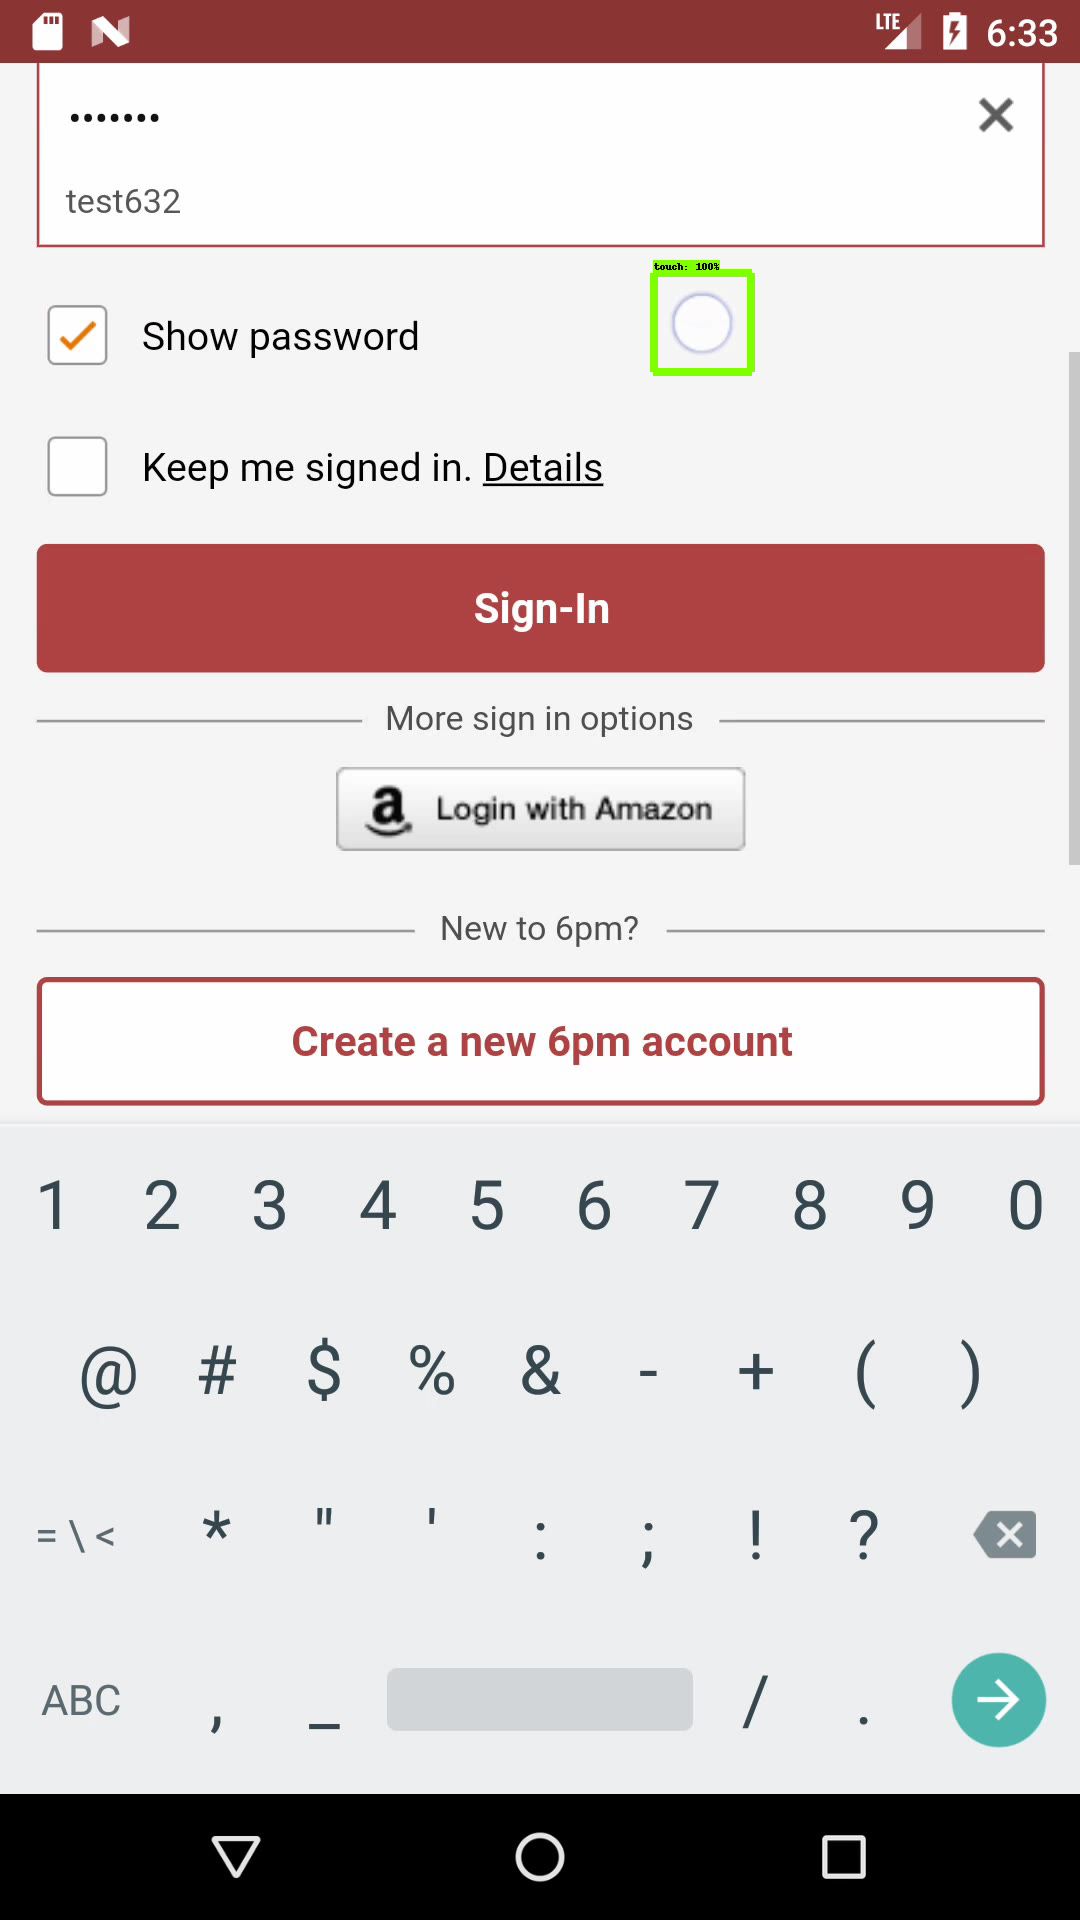 LTE 6:33
•••••••
test632
touch: 100%
Show password
Keep me signed in. Details
Sign-In
More sign in options
a Login with Amazon
New to 6pm?
Create a new 6pm account
1 2 3 4 5 6 7 8 9 0
@ # $ % & - + ( )
= \ < * " ' : ; ! ?
ABC , _ / .